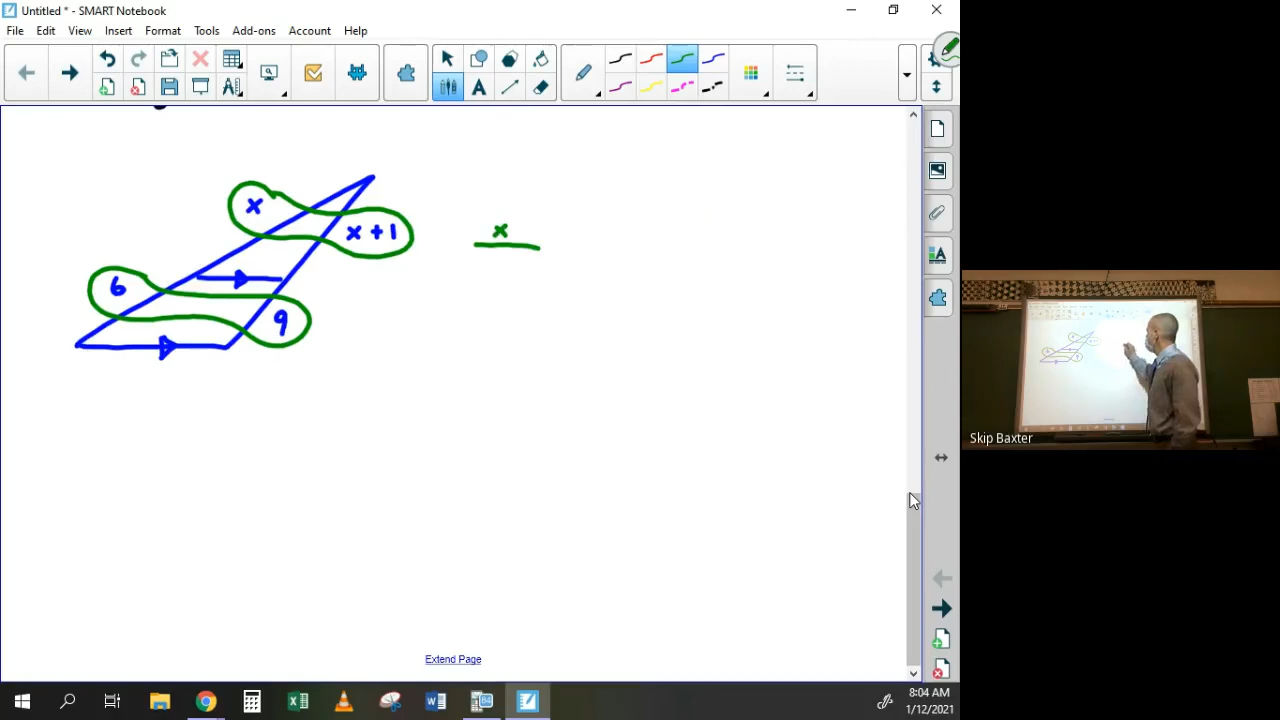 Untitled * - SMART Notebook
File Edit View Insert Format Tools Add-ons Account Help
x
x + 1
x
6
9
Extend Page
Skip Baxter
8:04 AM
1/12/2021